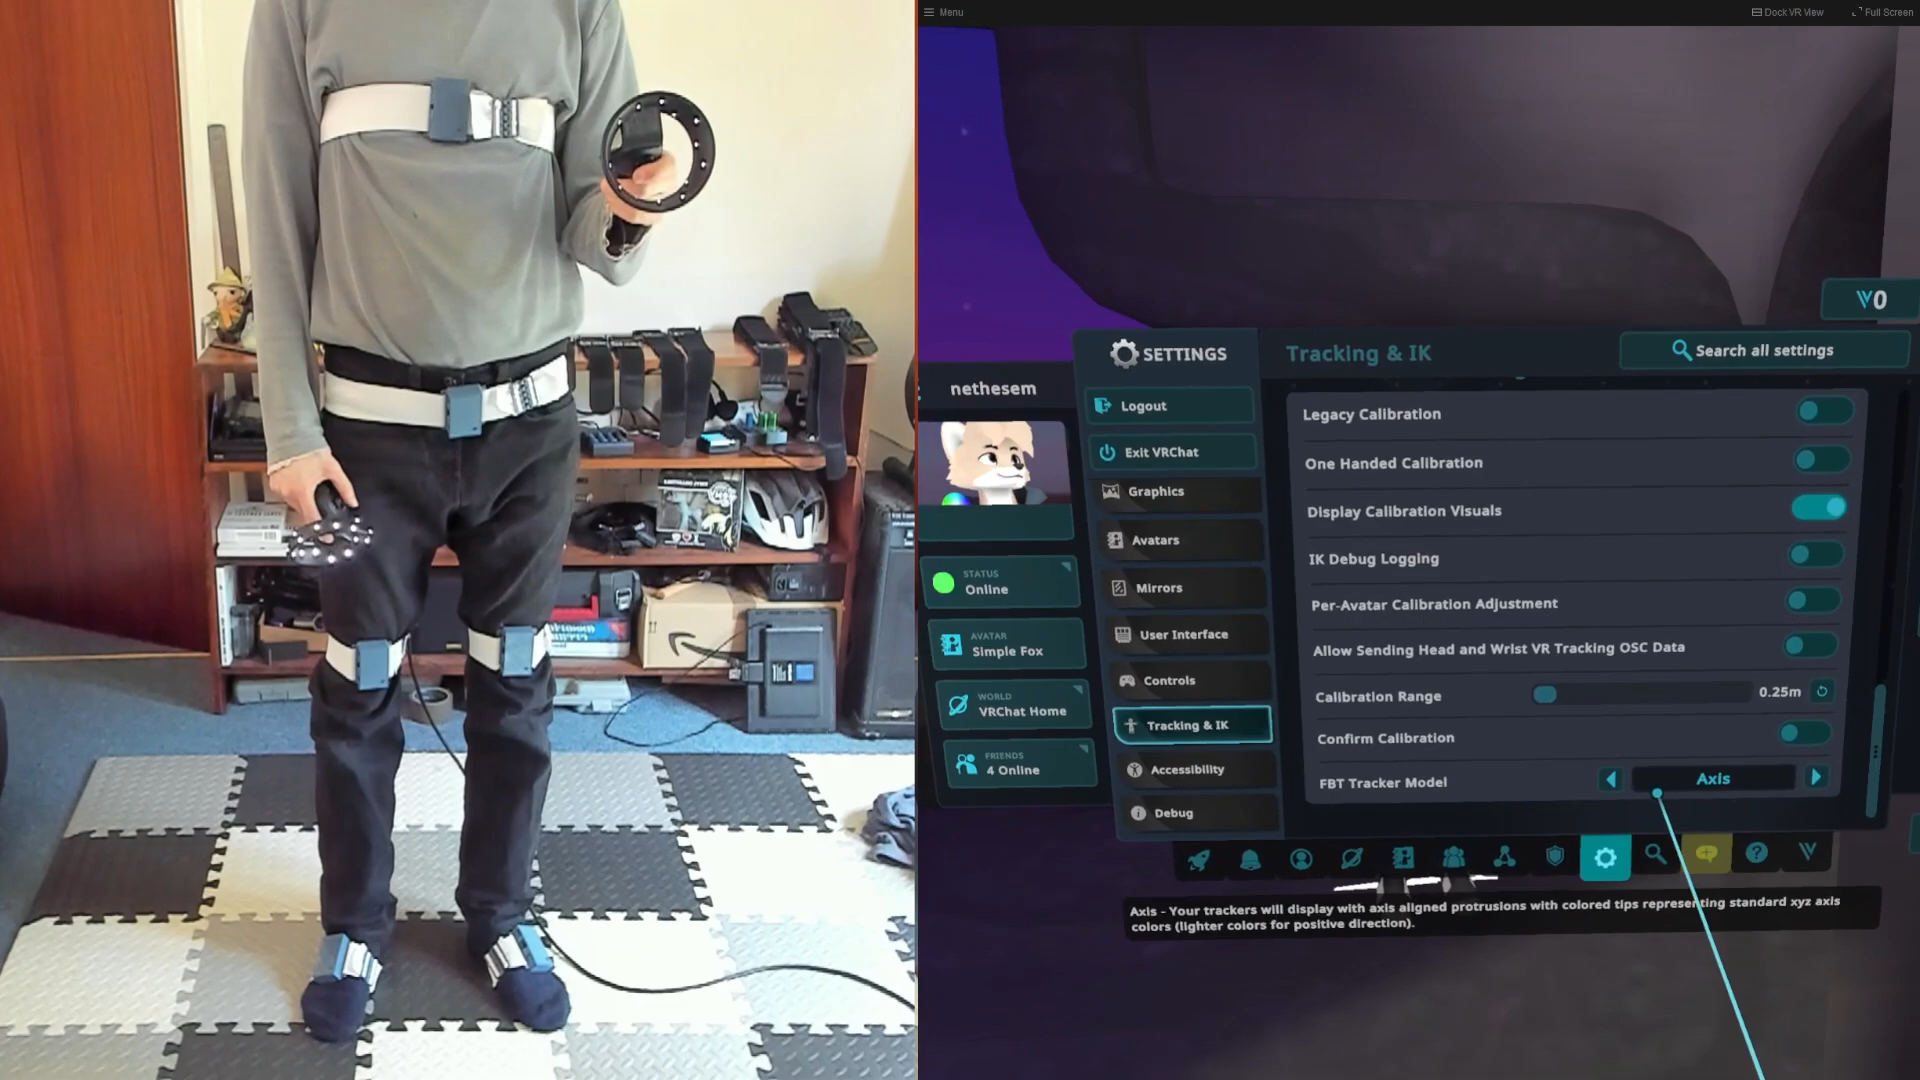 Menu
Dock VR View
Full Screen
0
SETTINGS
Tracking & IK
Search all settings
nethesem
Logout
Exit VRChat
Graphics
Avatars
Mirrors
User Interface
Controls
Tracking & IK
Accessibility
Debug
STATUS
Online
AVATAR
Simple Fox
WORLD
VRChat Home
FRIENDS
4 Online
Legacy Calibration
One Handed Calibration
Display Calibration Visuals
IK Debug Logging
Per-Avatar Calibration Adjustment
Allow Sending Head and Wrist VR Tracking OSC Data
Calibration Range
0.25m
Confirm Calibration
FBT Tracker Model
Axis
Axis - Your trackers will display with axis aligned protrusions with colored tips representing standard xyz axis
colors (lighter colors for positive direction).